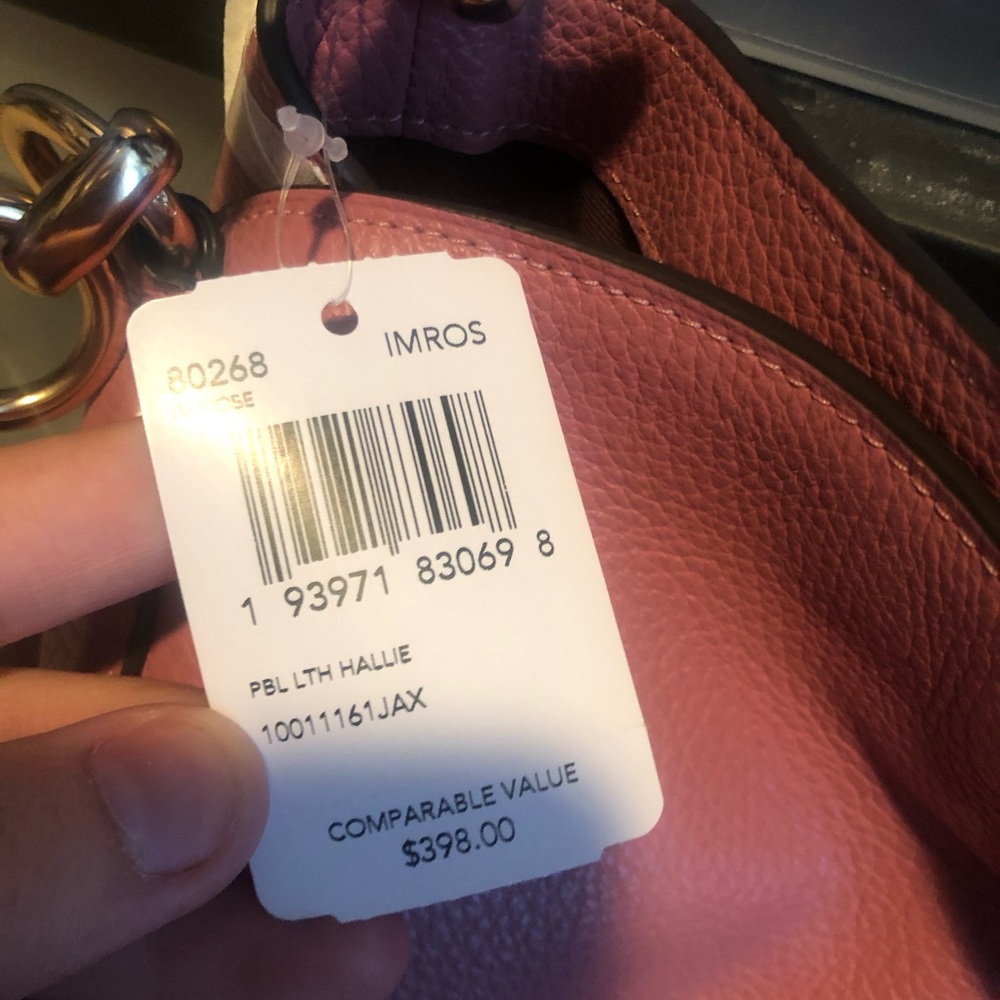 80268
IMROS
1 93971 83069 8
PBL LTH HALLIE
10011161JAX
COMPARABLE VALUE
$398.00